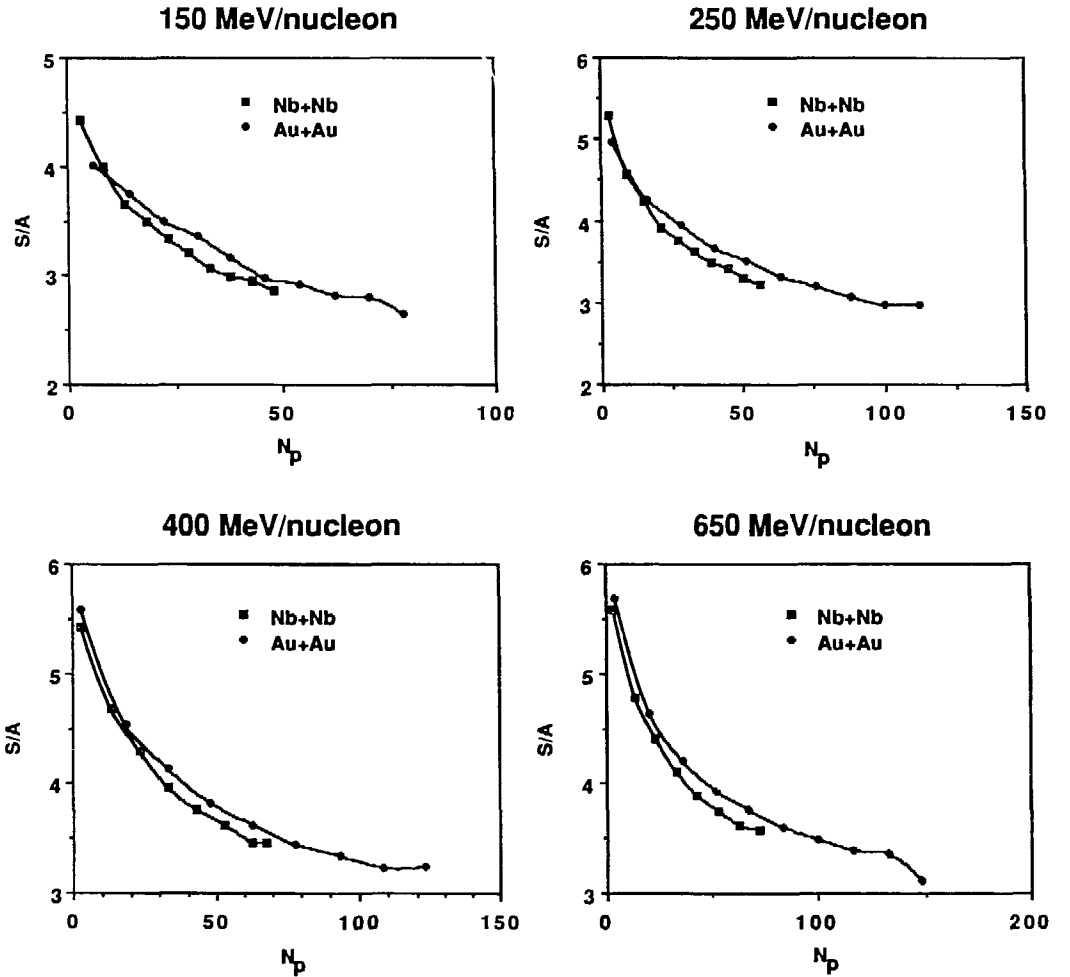 150 MeV/nucleon
5
4
3
2
S/A
Nb+Nb
Au+Au
0 50 100
Np
250 MeV/nucleon
6
5
4
3
2
S/A
Nb+Nb
Au+Au
0 50 100 150
Np
400 MeV/nucleon
6
5
4
3
S/A
Nb+Nb
Au+Au
0 50 100 150
Np
650 MeV/nucleon
6
5
4
3
S/A
Nb+Nb
Au+Au
0 100 200
Np